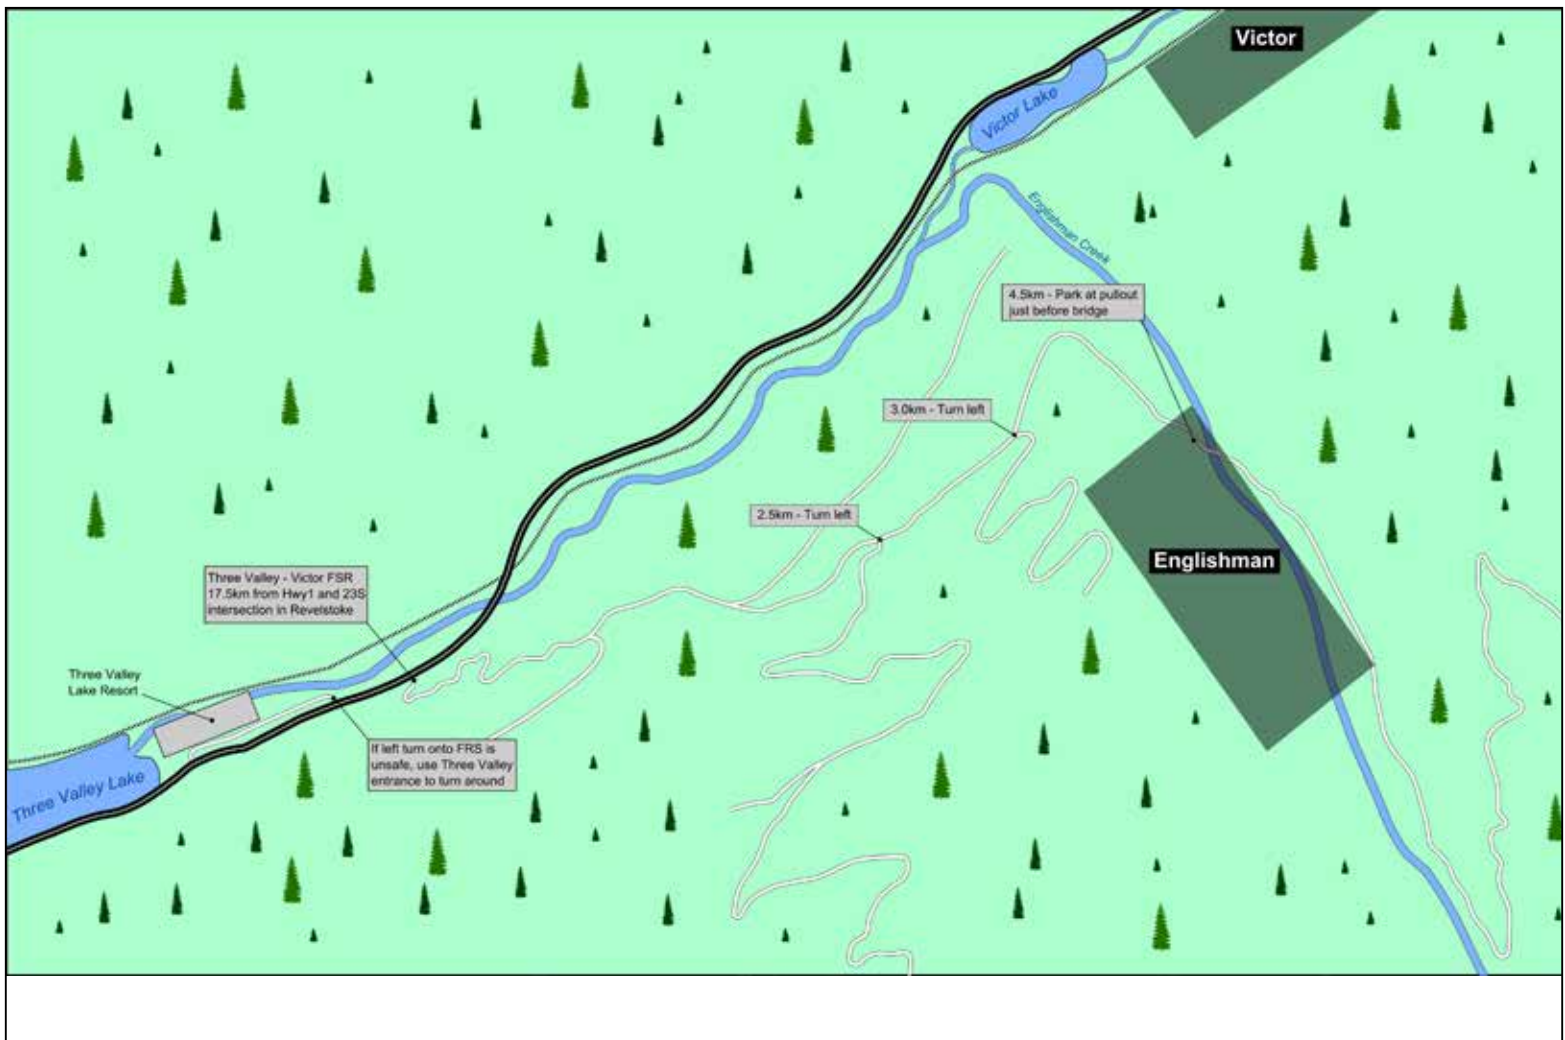 Victor
Victor Lake
Englishman Creek
4.5km - Park at pullout
just before bridge
3.0km - Turn left
2.5km - Turn left
Englishman
Three Valley - Victor FSR
17.5km from Hwy1 and 23S
intersection in Revelstoke
Three Valley
Lake Resort
If left turn onto FRS is
unsafe, use Three Valley
entrance to turn around
Three Valley Lake